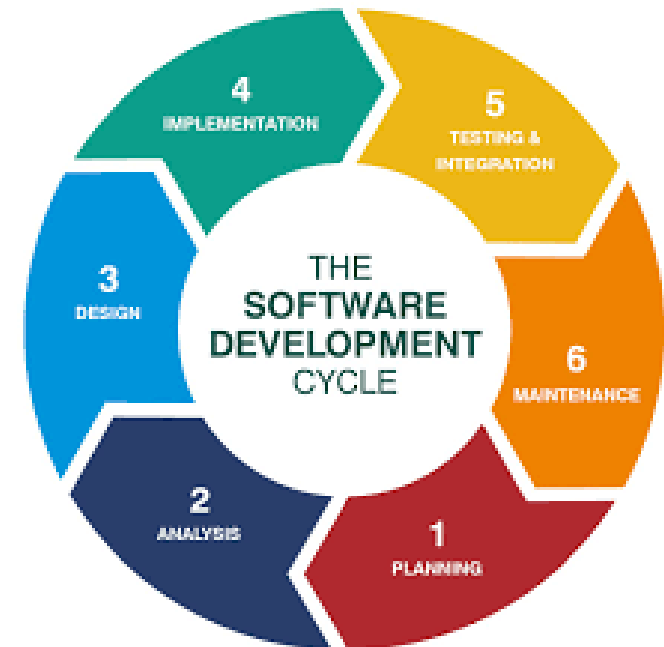 THE
SOFTWARE
DEVELOPMENT
CYCLE
1
PLANNING
2
ANALYSIS
3
DESIGN
4
IMPLEMENTATION
5
TESTING &
INTEGRATION
6
MAINTENANCE